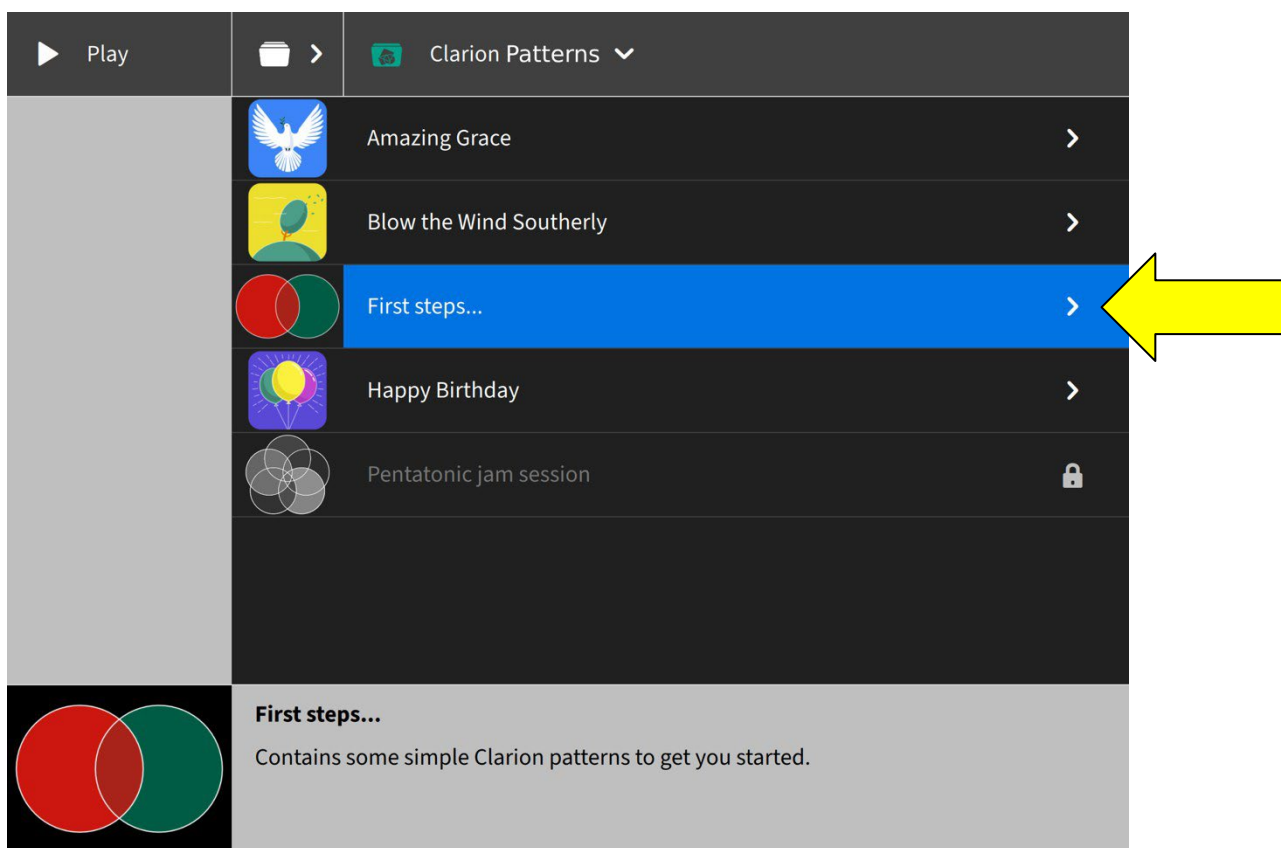 Play
Clarion Patterns
Amazing Grace
Blow the Wind Southerly
First steps...
Happy Birthday
Pentatonic jam session
First steps...
Contains some simple Clarion patterns to get you started.